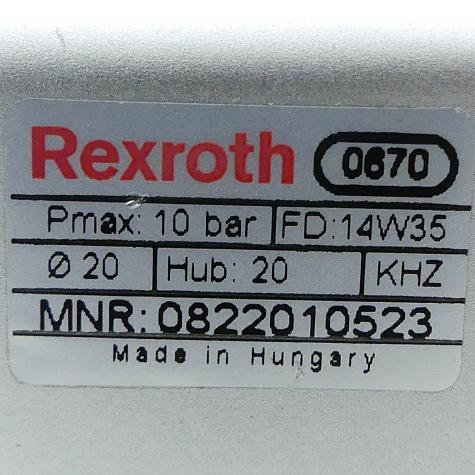 Rexroth 0670
Pmax: 10 bar FD:14W35
Ø 20 Hub: 20 KHZ
MNR: 0822010523
Made in Hungary